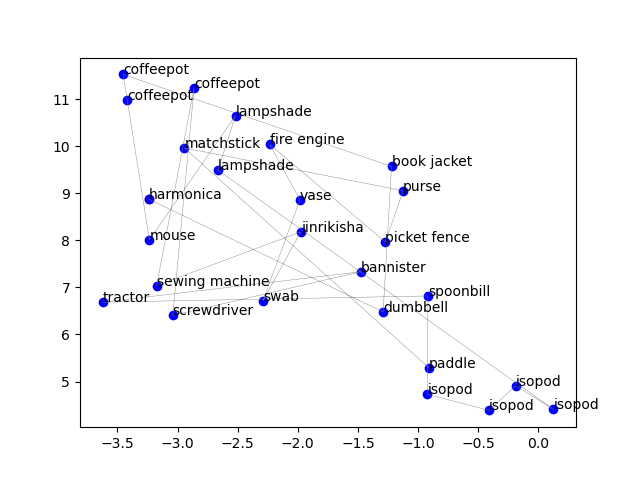 coffeepot
coffeepot
coffeepot
lampshade
matchstick
fire engine
book jacket
lampshade
purse
harmonica
vase
mouse
jinrikisha
picket fence
bannister
sewing machine
tractor
swab
spoonbill
screwdriver
dumbbell
paddle
isopod
isopod
isopod
isopod
11
10
9
8
7
6
5
−3.5 −3.0 −2.5 −2.0 −1.5 −1.0 −0.5 0.0